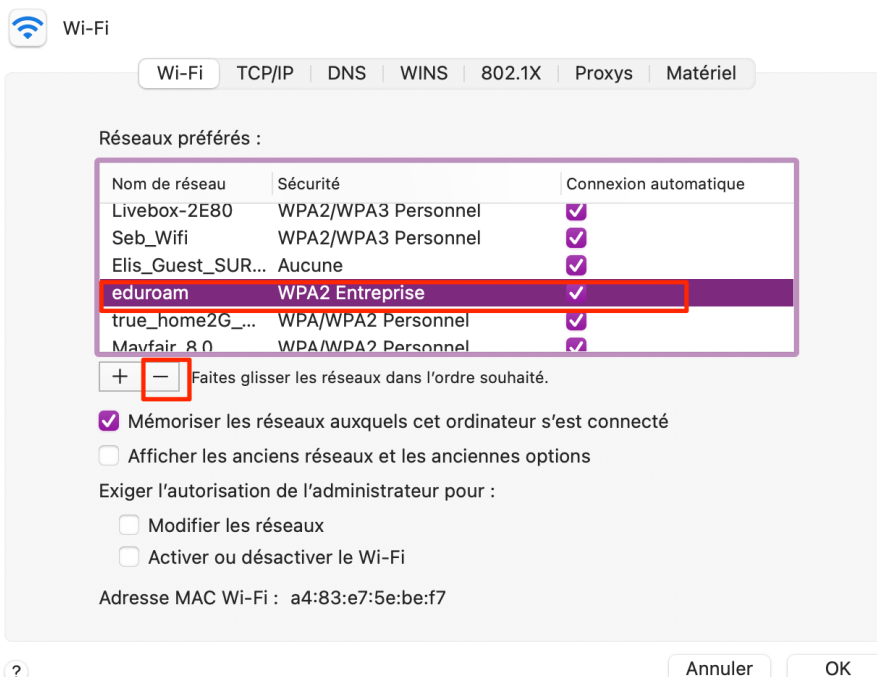 Wi-Fi
Wi-Fi TCP/IP DNS WINS 802.1X Proxys Matériel
Réseaux préférés :
Nom de réseau Sécurité Connexion automatique
Livebox-2E80 WPA2/WPA3 Personnel
Seb_Wifi WPA2/WPA3 Personnel
Elis_Guest_SUR... Aucune
eduroam WPA2 Entreprise
true_home2G_... WPA/WPA2 Personnel
Mayfair_8.0 WPA/WPA2 Personnel
+ − Faites glisser les réseaux dans l’ordre souhaité.
Mémoriser les réseaux auxquels cet ordinateur s’est connecté
Afficher les anciens réseaux et les anciennes options
Exiger l’autorisation de l’administrateur pour :
Modifier les réseaux
Activer ou désactiver le Wi-Fi
Adresse MAC Wi-Fi : a4:83:e7:5e:be:f7
? Annuler OK